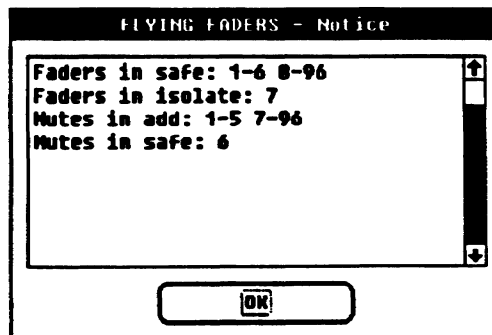 FLYING FADERS - Notice
Faders in safe: 1-6 8-96
Faders in isolate: 7
Mutes in add: 1-5 7-96
Mutes in safe: 6
OK